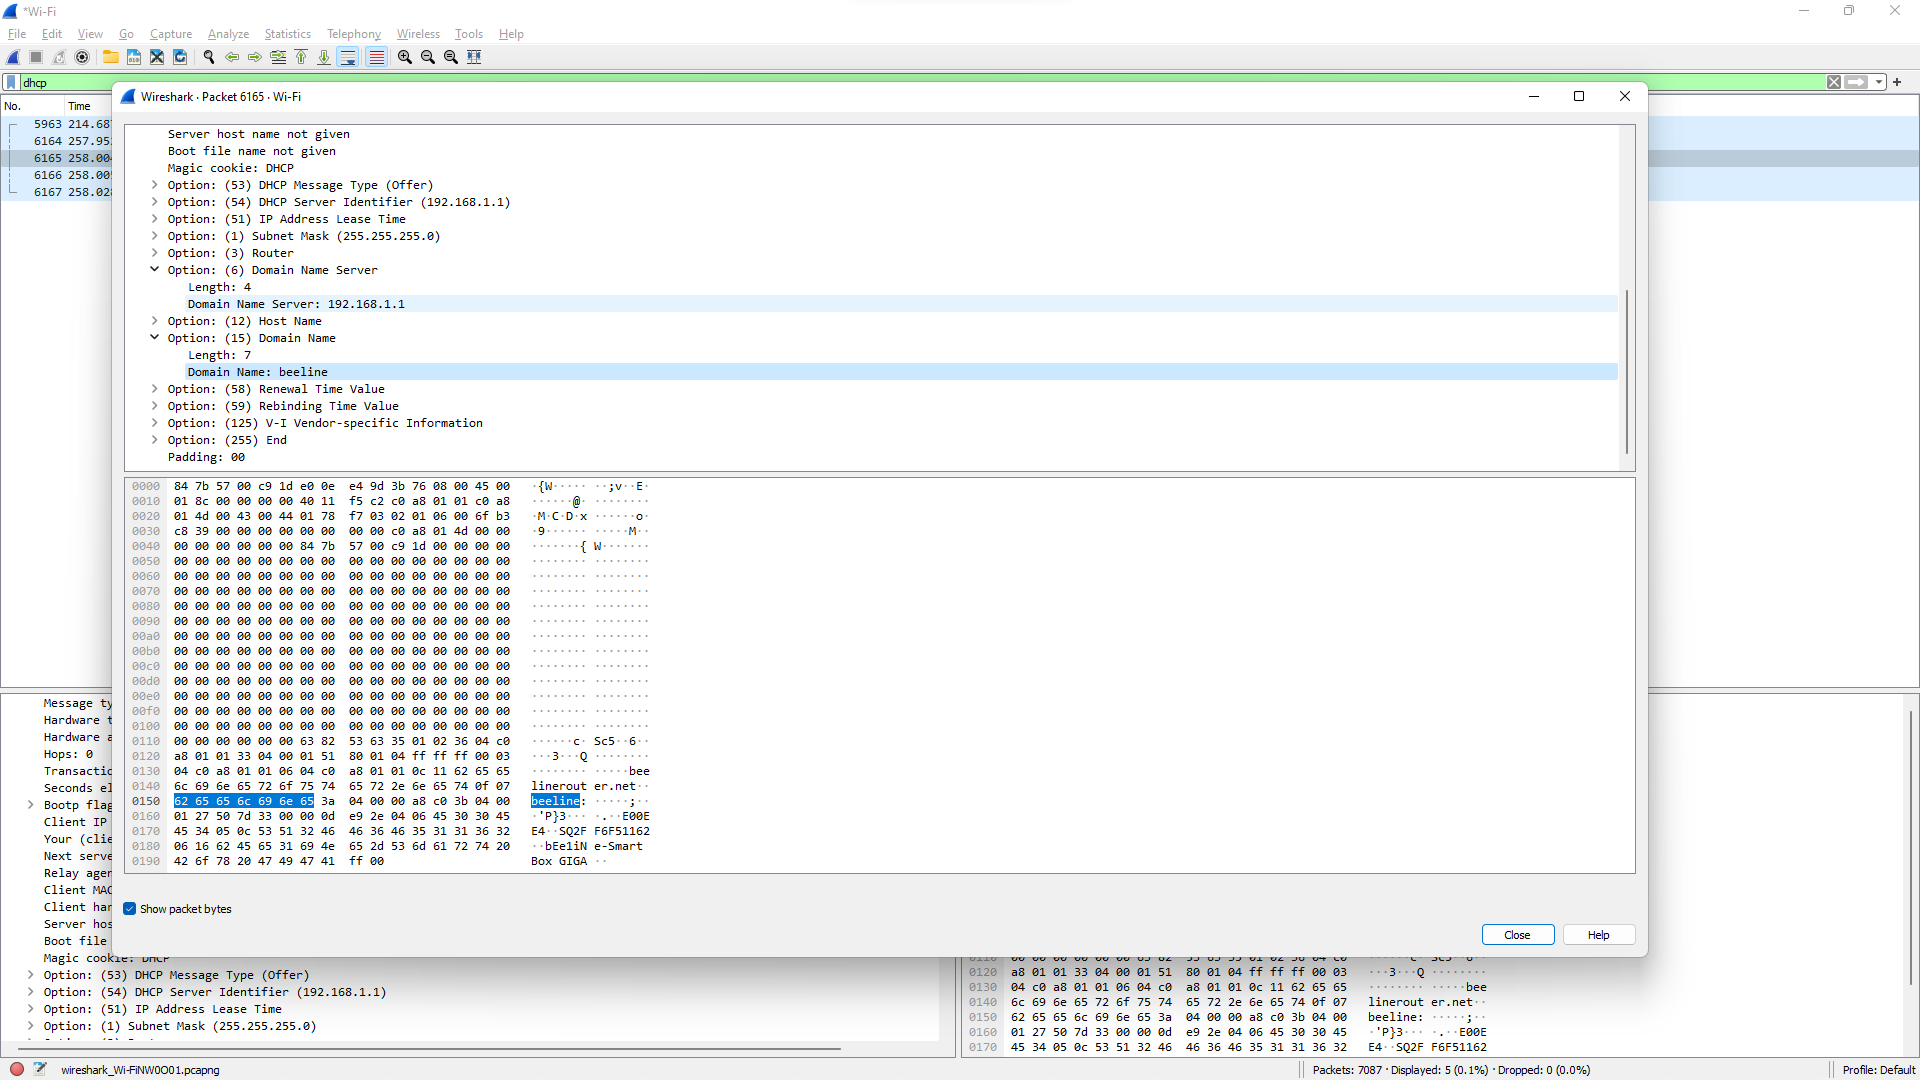 *Wi-Fi
File Edit View Go Capture Analyze Statistics Telephony Wireless Tools Help
dhcp
No. Time
5963 214.68
6164 257.95
6165 258.00
6166 258.00
6167 258.02
Wireshark · Packet 6165 · Wi-Fi
Server host name not given
Boot file name not given
Magic cookie: DHCP
Option: (53) DHCP Message Type (Offer)
Option: (54) DHCP Server Identifier (192.168.1.1)
Option: (51) IP Address Lease Time
Option: (1) Subnet Mask (255.255.255.0)
Option: (3) Router
Option: (6) Domain Name Server
Length: 4
Domain Name Server: 192.168.1.1
Option: (12) Host Name
Option: (15) Domain Name
Length: 7
Domain Name: beeline
Option: (58) Renewal Time Value
Option: (59) Rebinding Time Value
Option: (125) V-I Vendor-specific Information
Option: (255) End
Padding: 00
0000 84 7b 57 00 c9 1d e0 0e e4 9d 3b 76 08 00 45 00 ·{W····· ··;v··E·
0010 01 8c 00 00 00 00 40 11 f5 c2 c0 a8 01 01 c0 a8 ······@· ········
0020 01 4d 00 43 00 44 01 78 f7 03 02 01 06 00 6f b3 ·M·C·D·x ······o·
0030 c8 39 00 00 00 00 00 00 00 00 c0 a8 01 4d 00 00 ·9······ ·····M··
0040 00 00 00 00 00 00 84 7b 57 00 c9 1d 00 00 00 00 ·······{ W·······
0050 00 00 00 00 00 00 00 00 00 00 00 00 00 00 00 00 ········ ········
0060 00 00 00 00 00 00 00 00 00 00 00 00 00 00 00 00 ········ ········
0070 00 00 00 00 00 00 00 00 00 00 00 00 00 00 00 00 ········ ········
0080 00 00 00 00 00 00 00 00 00 00 00 00 00 00 00 00 ········ ········
0090 00 00 00 00 00 00 00 00 00 00 00 00 00 00 00 00 ········ ········
00a0 00 00 00 00 00 00 00 00 00 00 00 00 00 00 00 00 ········ ········
00b0 00 00 00 00 00 00 00 00 00 00 00 00 00 00 00 00 ········ ········
00c0 00 00 00 00 00 00 00 00 00 00 00 00 00 00 00 00 ········ ········
00d0 00 00 00 00 00 00 00 00 00 00 00 00 00 00 00 00 ········ ········
00e0 00 00 00 00 00 00 00 00 00 00 00 00 00 00 00 00 ········ ········
00f0 00 00 00 00 00 00 00 00 00 00 00 00 00 00 00 00 ········ ········
0100 00 00 00 00 00 00 00 00 00 00 00 00 00 00 00 00 ········ ········
0110 00 00 00 00 00 00 63 82 53 63 35 01 02 36 04 c0 ······c· Sc5··6··
0120 a8 01 01 33 04 00 01 51 80 01 04 ff ff ff 00 03 ···3···Q ········
0130 04 c0 a8 01 01 06 04 c0 a8 01 01 0c 11 62 65 65 ········ ·····bee
0140 6c 69 6e 65 72 6f 75 74 65 72 2e 6e 65 74 0f 07 linerout er.net··
0150 62 65 65 6c 69 6e 65 3a 04 00 00 a8 c0 3b 04 00 beeline: ·····;··
0160 01 27 50 7d 33 00 00 0d e9 2e 04 06 45 30 30 45 ·'P}3··· ·.··E00E
0170 45 34 05 0c 53 51 32 46 46 36 46 35 31 31 36 32 E4··SQ2F F6F51162
0180 06 16 62 45 65 31 69 4e 65 2d 53 6d 61 72 74 20 ··bEe1iN e-Smart
0190 42 6f 78 20 47 49 47 41 ff 00 Box GIGA ··
Show packet bytes
Close Help
Message ty
Hardware t
Hardware a
Hops: 0
Transactic
Seconds el
Bootp flag
Client IP
Your (clie
Next serve
Relay agen
Client MAC
Client har
Server hos
Boot file
Magic cookie: DHCP
Option: (53) DHCP Message Type (Offer)
Option: (54) DHCP Server Identifier (192.168.1.1)
Option: (51) IP Address Lease Time
Option: (1) Subnet Mask (255.255.255.0)
0120 a8 01 01 33 04 00 01 51 80 01 04 ff ff ff 00 03 ···3···Q ········
0130 04 c0 a8 01 01 06 04 c0 a8 01 01 0c 11 62 65 65 ········ ·····bee
0140 6c 69 6e 65 72 6f 75 74 65 72 2e 6e 65 74 0f 07 linerout er.net··
0150 62 65 65 6c 69 6e 65 3a 04 00 00 a8 c0 3b 04 00 beeline: ·····;··
0160 01 27 50 7d 33 00 00 0d e9 2e 04 06 45 30 30 45 ·'P}3··· ·.··E00E
0170 45 34 05 0c 53 51 32 46 46 36 46 35 31 31 36 32 E4··SQ2F F6F51162
wireshark_Wi-FiNW0O01.pcapng
Packets: 7087 · Displayed: 5 (0.1%) · Dropped: 0 (0.0%)
Profile: Default